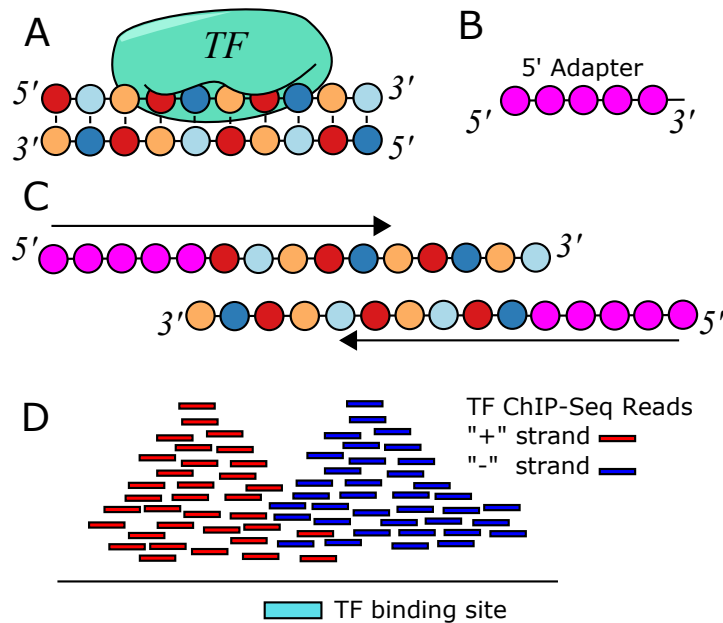 A
TF
5'
3'
3'
5'
B
5' Adapter
5'
3'
C
5'
3'
3'
5'
D
TF ChIP-Seq Reads
"+" strand
"-" strand
TF binding site